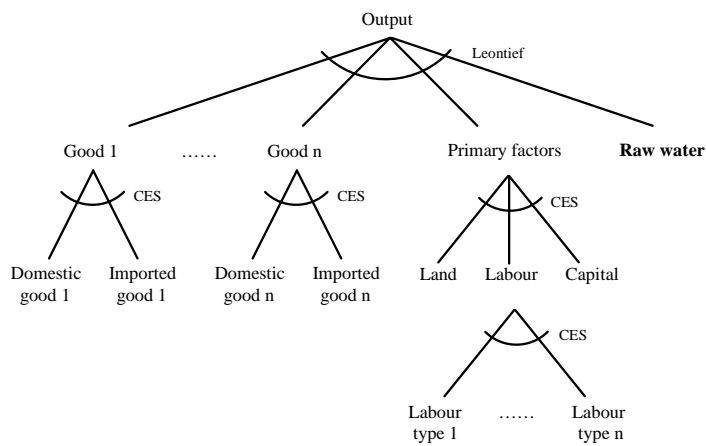 Output
Leontief
Good 1 …… Good n Primary factors Raw water
CES CES CES
Domestic good 1 Imported good 1 Domestic good n Imported good n Land Labour Capital
CES
Labour type 1 …… Labour type n